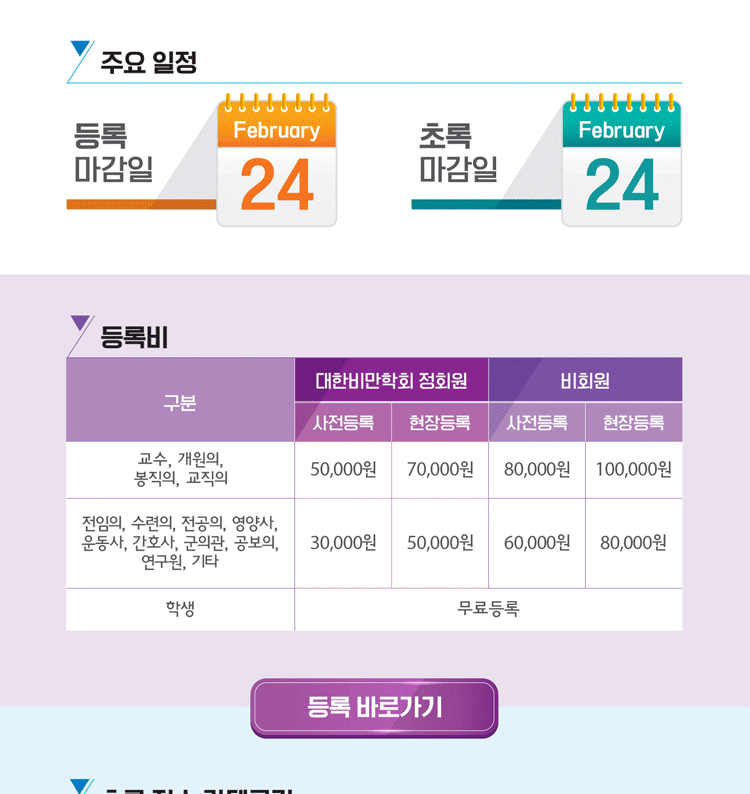 주요 일정
등록
마감일
February
24
초록
마감일
February
24
등록비
구분
대한비만학회 정회원
비회원
사전등록
현장등록
사전등록
현장등록
교수, 개원의,
봉직의, 교직의
50,000원
70,000원
80,000원
100,000원
전임의, 수련의, 전공의, 영양사,
운동사, 간호사, 군의관, 공보의,
연구원, 기타
30,000원
50,000원
60,000원
80,000원
학생
무료등록
등록 바로가기